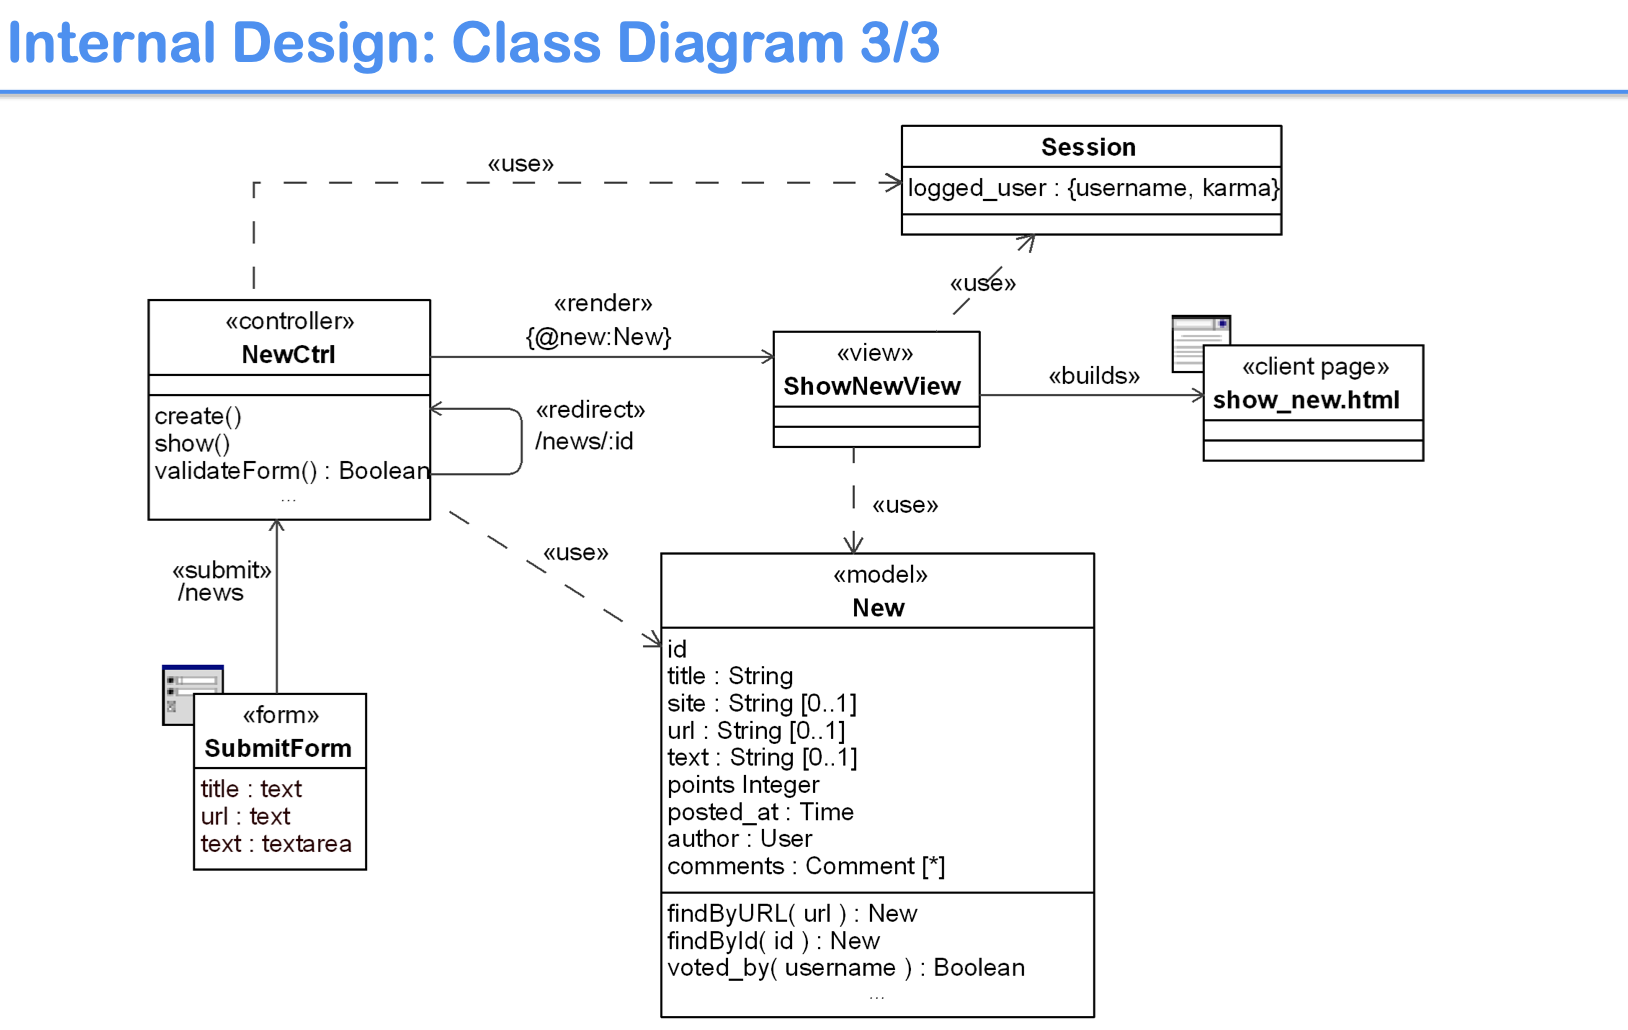 Internal Design: Class Diagram 3/3
«use»
Session
logged_user : {username, karma}
«use»
«controller»
NewCtrl
create()
show()
validateForm() : Boolean
...
«render»
{@new:New}
«redirect»
/news/:id
«view»
ShowNewView
«builds»
«client page»
show_new.html
«use»
«use»
«submit»
/news
«form»
SubmitForm
title : text
url : text
text : textarea
«model»
New
id
title : String
site : String [0..1]
url : String [0..1]
text : String [0..1]
points Integer
posted_at : Time
author : User
comments : Comment [*]
findByURL( url ) : New
findById( id ) : New
voted_by( username ) : Boolean
...